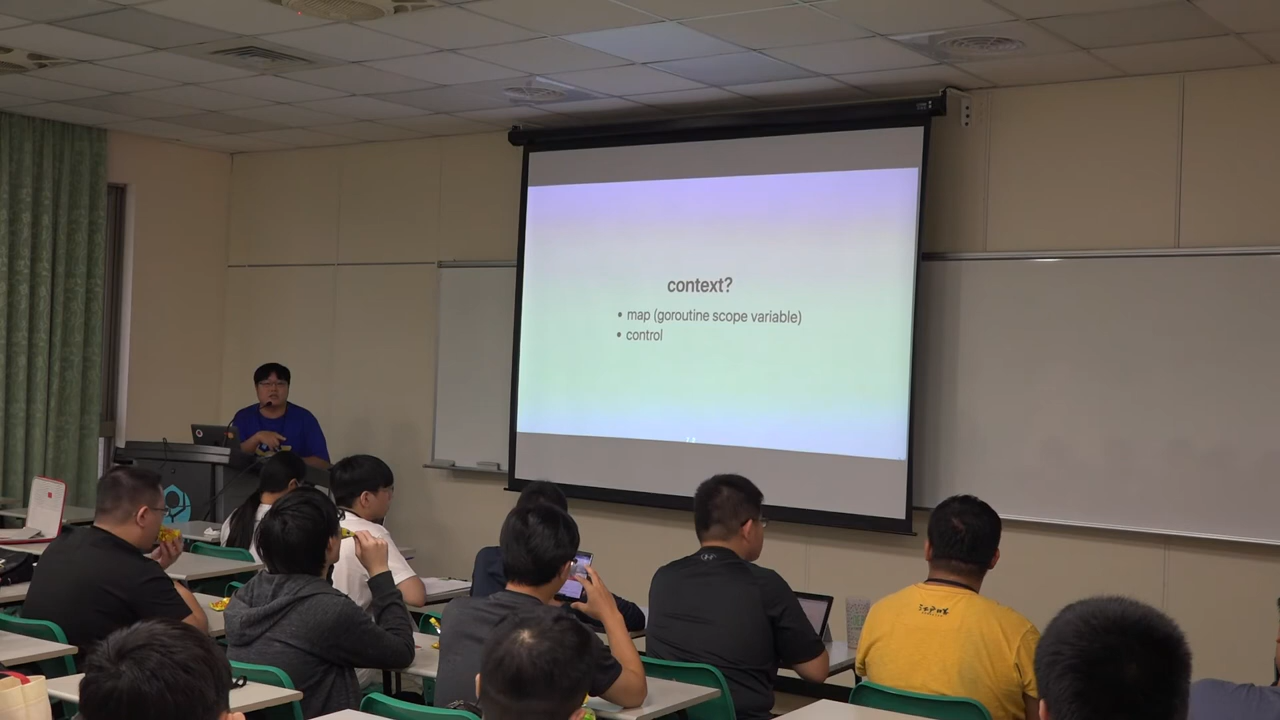 context?
• map (goroutine scope variable)
• control